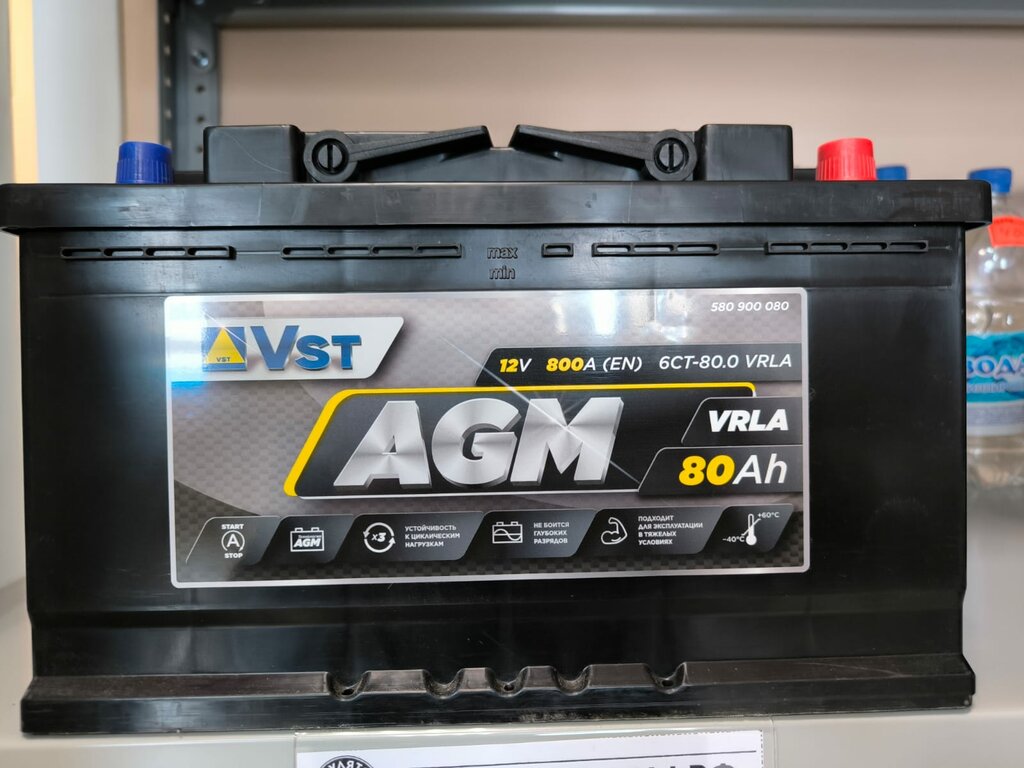 max
min
580 900 080
VST
VST
12V 800A (EN) 6СТ-80.0 VRLA
AGM
VRLA
80Ah
START
A
STOP
AGM
x3
УСТОЙЧИВОСТЬ
К ЦИКЛИЧЕСКИМ
НАГРУЗКАМ
НЕ БОИТСЯ
ГЛУБОКИХ
РАЗРЯДОВ
ПОДХОДИТ
ДЛЯ ЭКСПЛУАТАЦИИ
В ТЯЖЕЛЫХ
УСЛОВИЯХ
+60°C
-40°C